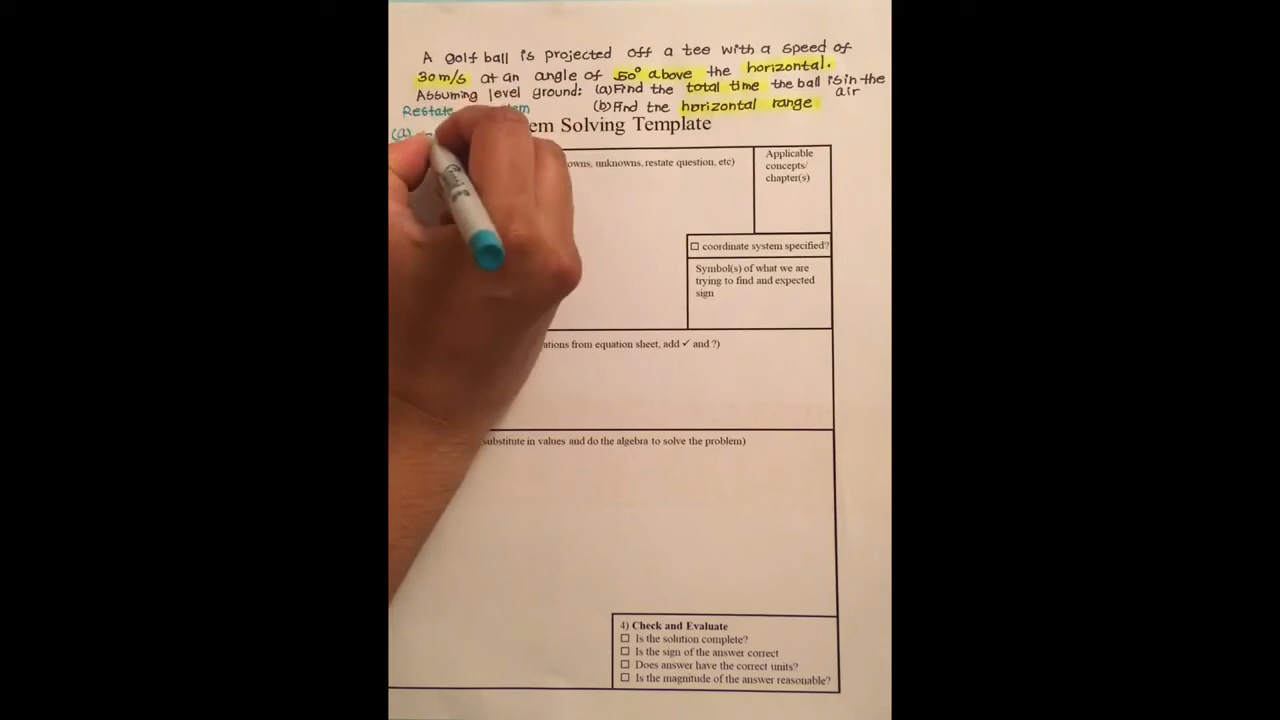 A golf ball is projected off a tee with a speed of
30 m/s at an angle of 50° above the horizontal.
Assuming level ground: (a) Find the total time the ball is in the air
(b) Find the horizontal range
Restate
(a)
Solving Template
unknowns, restate question, etc)
Applicable
concepts/
chapter(s)
☐ coordinate system specified?
Symbol(s) of what we are
trying to find and expected
sign
from equation sheet, add ✓ and ?)
substitute in values and do the algebra to solve the problem)
4) Check and Evaluate
☐ Is the solution complete?
☐ Is the sign of the answer correct
☐ Does answer have the correct units?
☐ Is the magnitude of the answer reasonable?